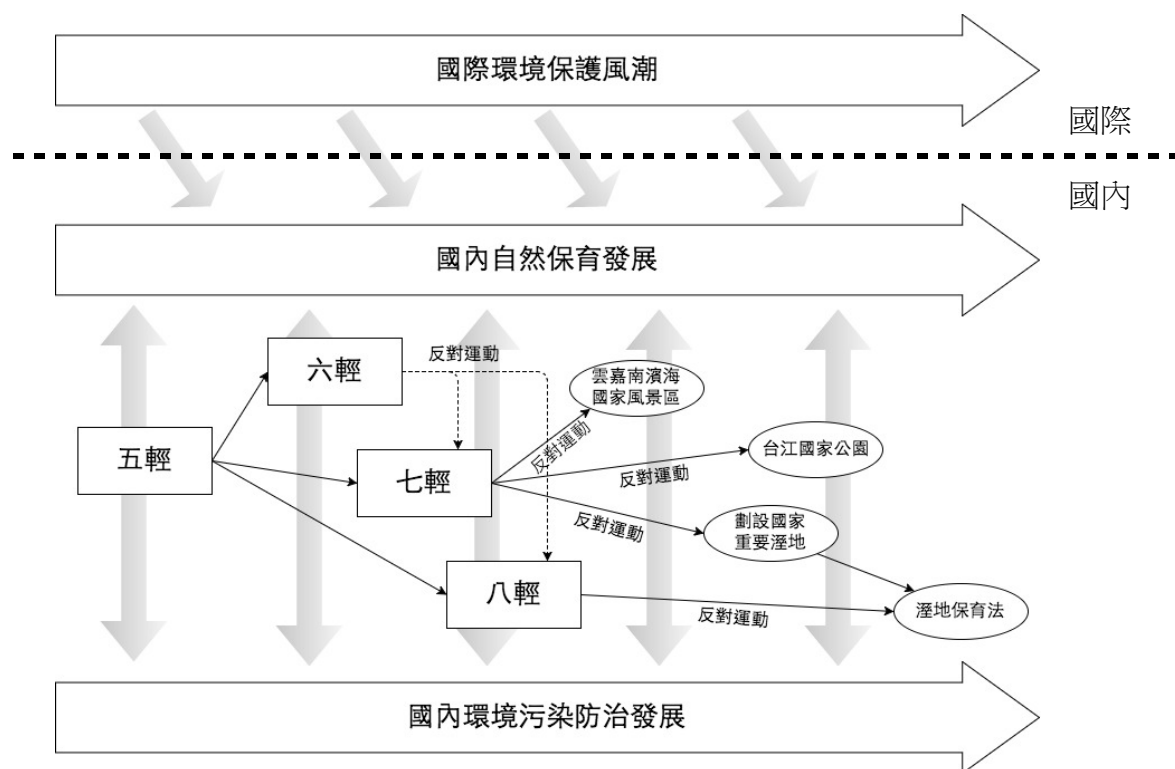 國際環境保護風潮
國際
國內
國內自然保育發展
六輕
反對運動
雲嘉南濱海
國家風景區
五輕
反對運動
台江國家公園
七輕
反對運動
反對運動
劃設國家
重要溼地
八輕
反對運動
溼地保育法
國內環境污染防治發展